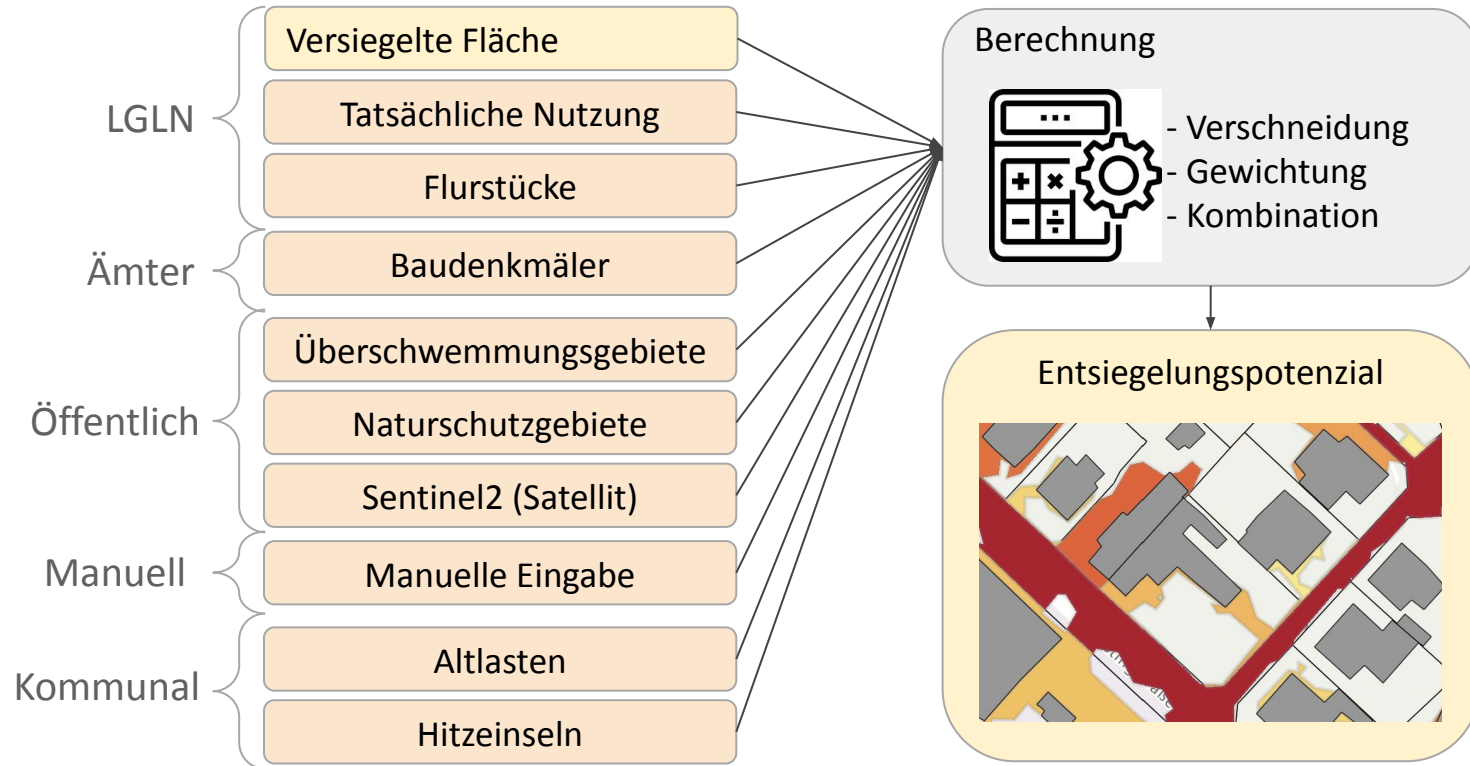 LGLN
Versiegelte Fläche
Tatsächliche Nutzung
Flurstücke
Ämter
Baudenkmäler
Öffentlich
Überschwemmungsgebiete
Naturschutzgebiete
Sentinel2 (Satellit)
Manuell
Manuelle Eingabe
Kommunal
Altlasten
Hitzeinseln
Berechnung
- Verschneidung
- Gewichtung
- Kombination
Entsiegelungspotenzial